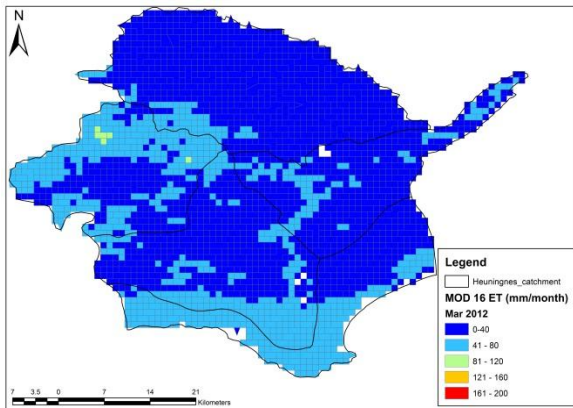 N
Legend
Heuningnes_catchment
MOD 16 ET (mm/month)
Mar 2012
0-40
41 - 80
81 - 120
121 - 160
161 - 200
7 3.5 0 7 14 21
Kilometers